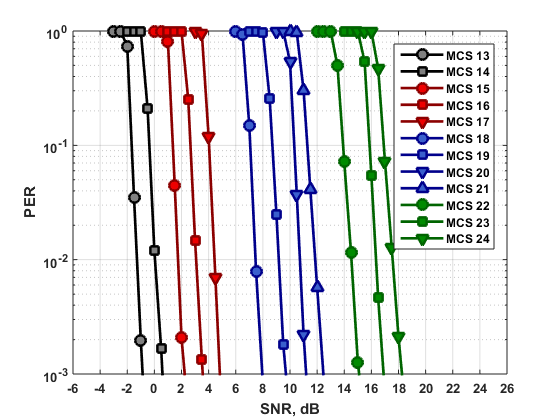 10^0
10^-1
10^-2
10^-3
PER
-6 -4 -2 0 2 4 6 8 10 12 14 16 18 20 22 24 26
SNR, dB
MCS 13
MCS 14
MCS 15
MCS 16
MCS 17
MCS 18
MCS 19
MCS 20
MCS 21
MCS 22
MCS 23
MCS 24